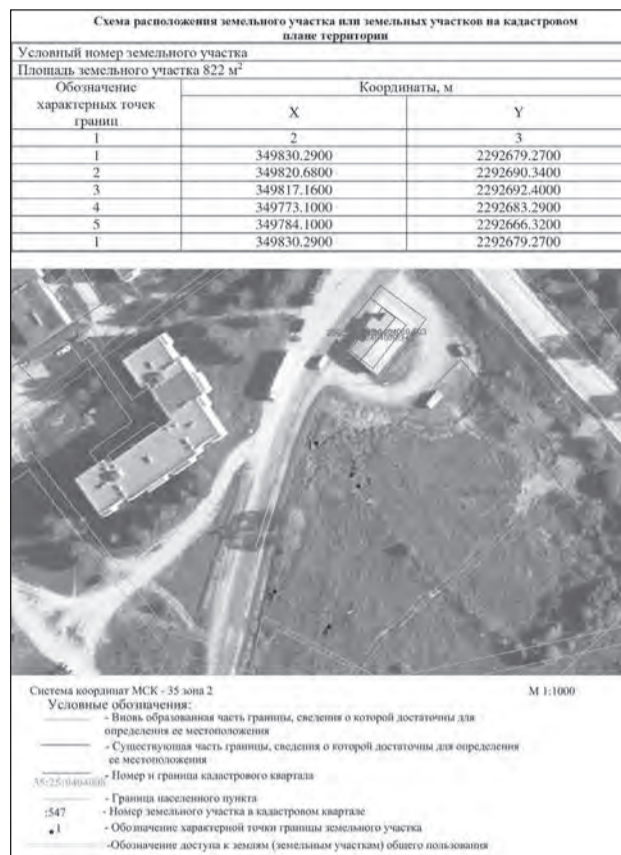 Схема расположения земельного участка или земельных участков на кадастровом
плане территории
Условный номер земельного участка
Площадь земельного участка 822 м²
Обозначение характерных точек границ
Координаты, м
X Y
1 2 3
1 349830.2900 2292679.2700
2 349820.6800 2292690.3400
3 349817.1600 2292692.4000
4 349773.1000 2292683.2900
5 349784.1000 2292666.3200
1 349830.2900 2292679.2700
Система координат МСК - 35 зона 2 М 1:1000
Условные обозначения:
- Вновь образованная часть границы, сведения о которой достаточны для
определения ее местоположения
- Существующая часть границы, сведения о которой достаточны для определения
ее местоположения
35:25:0404008 - Номер и граница кадастрового квартала
- Граница населенного пункта
:547 - Номер земельного участка в кадастровом квартале
1 - Обозначение характерной точки границы земельного участка
-Обозначение доступа к землям (земельным участкам) общего пользования